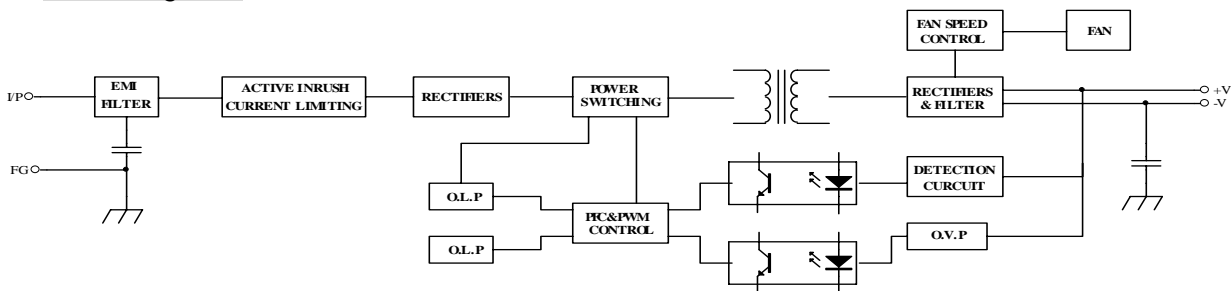 FAN SPEED
CONTROL
FAN
I/P
EMI
FILTER
ACTIVE INRUSH
CURRENT LIMITING
RECTIFIERS
POWER
SWITCHING
RECTIFIERS
& FILTER
+V
-V
FG
O.L.P
PFC&PWM
CONTROL
DETECTION
CURCUIT
O.L.P
O.V.P